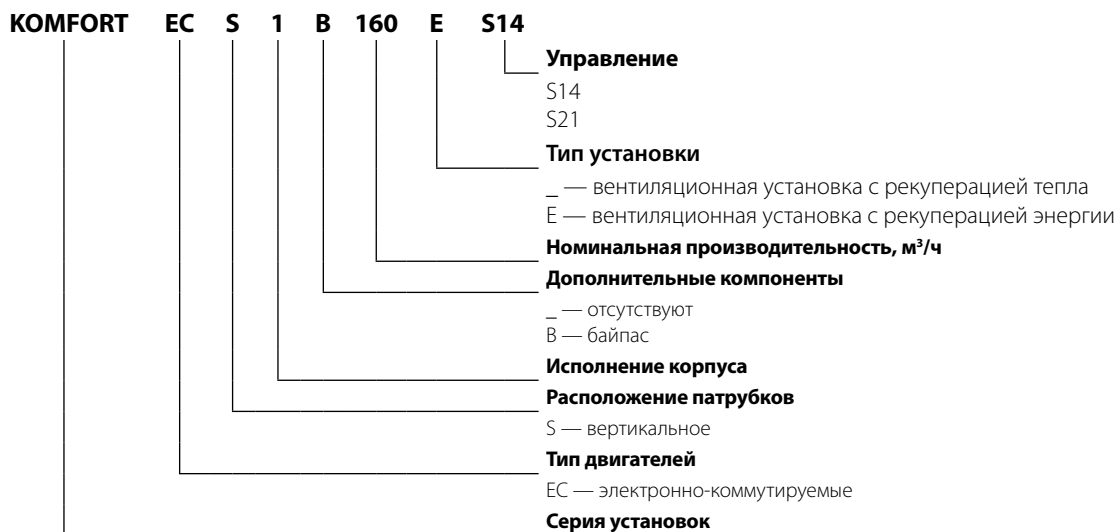 KOMFORT EC S 1 B 160 E S14
Управление
S14
S21
Тип установки
_ — вентиляционная установка с рекуперацией тепла
E — вентиляционная установка с рекуперацией энергии
Номинальная производительность, м³/ч
Дополнительные компоненты
_ — отсутствуют
B — байпас
Исполнение корпуса
Расположение патрубков
S — вертикальное
Тип двигателей
EC — электронно-коммутируемые
Серия установок